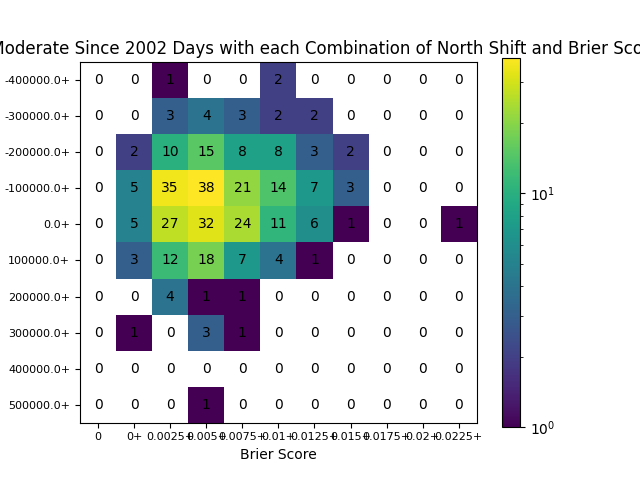 Moderate Since 2002 Days with each Combination of North Shift and Brier Sco
-400000.0+ 0 0 1 0 0 2 0 0 0 0 0
-300000.0+ 0 0 3 4 3 2 2 0 0 0 0
-200000.0+ 0 2 10 15 8 8 3 2 0 0 0
-100000.0+ 0 5 35 38 21 14 7 3 0 0 0
0.0+ 0 5 27 32 24 11 6 1 0 0 1
100000.0+ 0 3 12 18 7 4 1 0 0 0 0
200000.0+ 0 0 4 1 1 0 0 0 0 0 0
300000.0+ 0 1 0 3 1 0 0 0 0 0 0
400000.0+ 0 0 0 0 0 0 0 0 0 0 0
500000.0+ 0 0 0 1 0 0 0 0 0 0 0
0 0+ 0.0025+ 0.005+ 0.0075+ 0.01+ 0.0125+ 0.015+ 0.0175+ 0.02+ 0.0225+
Brier Score
10¹
10⁰